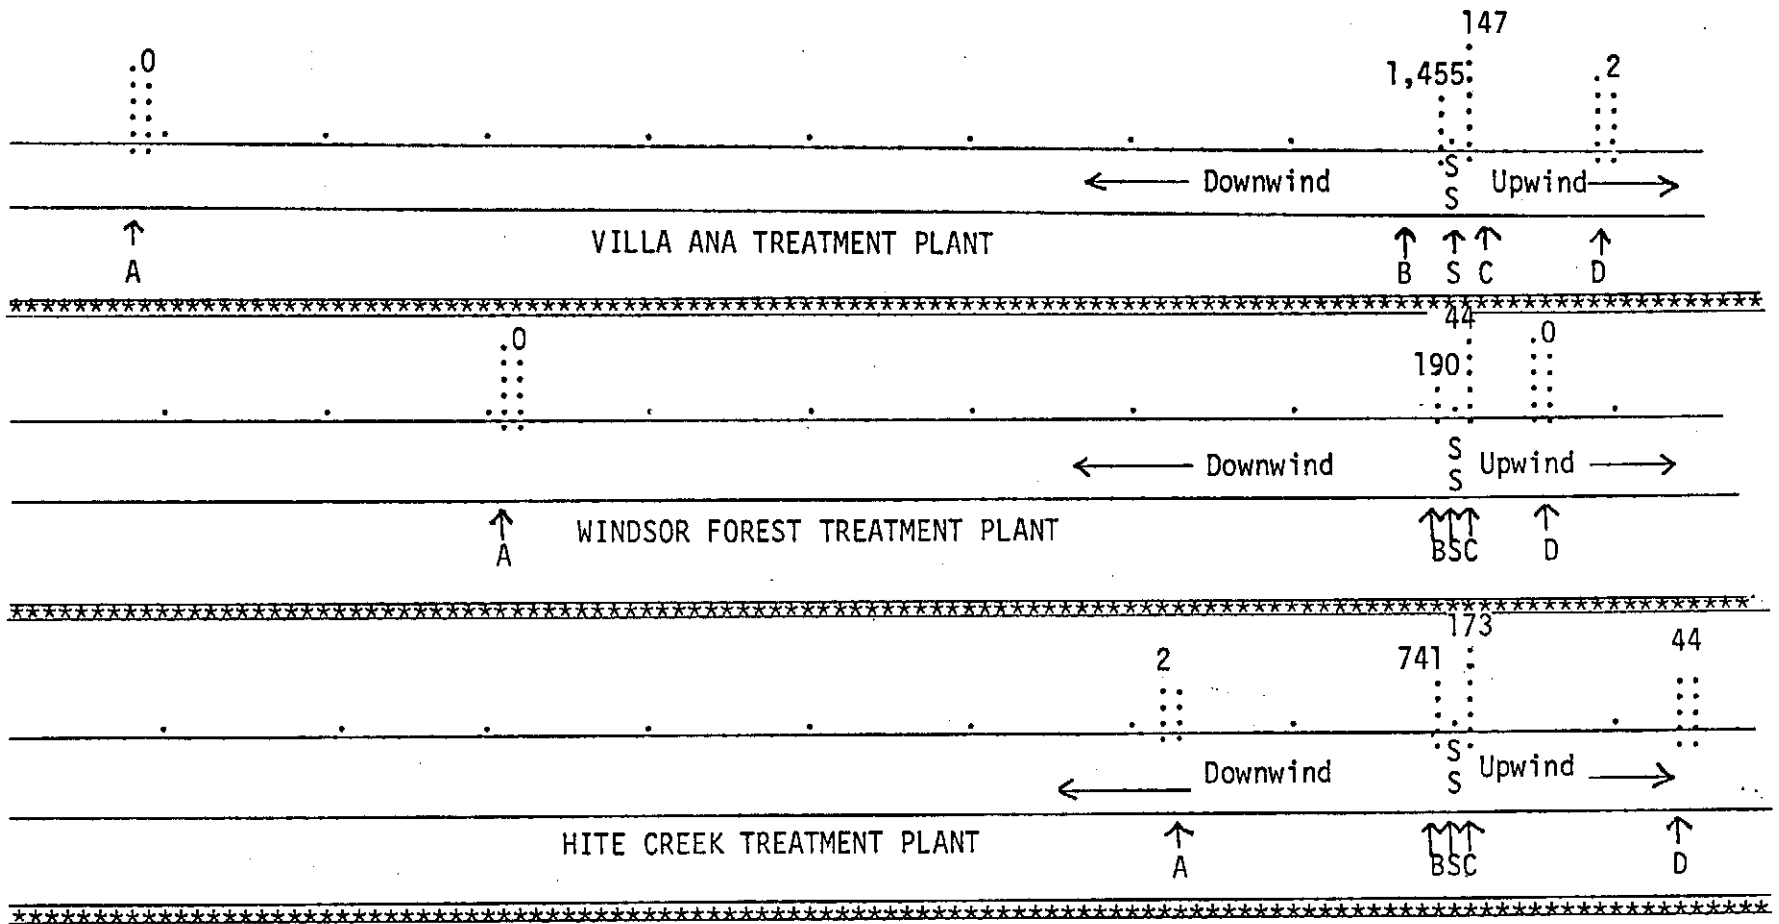 147
.0 1,455 .2
S
← Downwind Upwind →
S
VILLA ANA TREATMENT PLANT
↑ ↑ ↑ ↑ ↑
A B S C D
44
.0 .0
190
S
← Downwind Upwind →
S
WINDSOR FOREST TREATMENT PLANT
↑ ↑↑↑ ↑
A BSC D
173
2 741 44
S
← Downwind Upwind →
S
HITE CREEK TREATMENT PLANT
↑ ↑↑↑ ↑
A BSC D